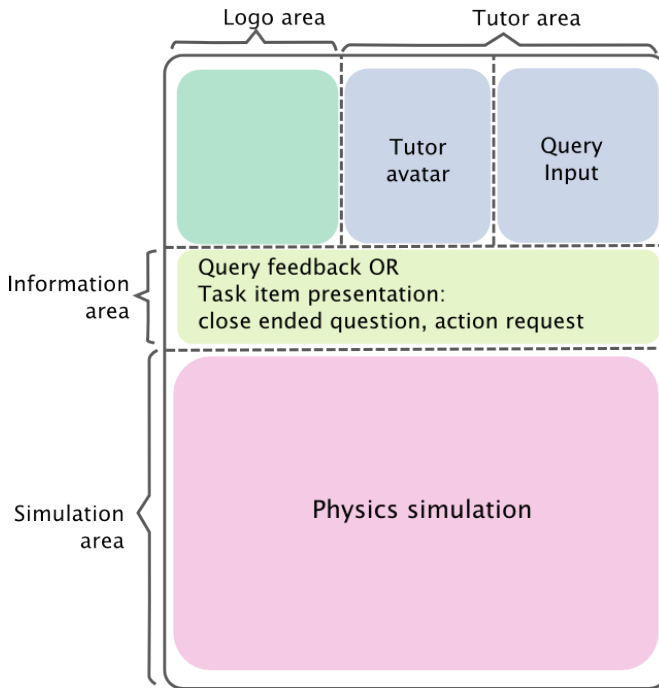 Logo area
Tutor area
Tutor
avatar
Query
Input
Information
area
Query feedback OR
Task item presentation:
close ended question, action request
Simulation
area
Physics simulation